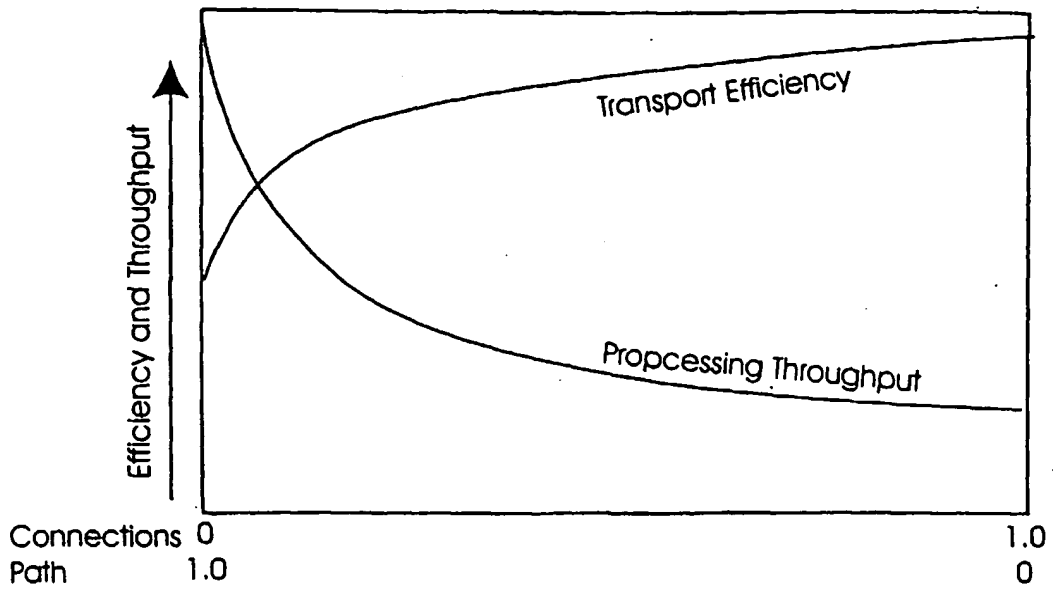 Efficiency and Throughput
Transport Efficiency
Propcessing Throughput
Connections 0 1.0
Path 1.0 0